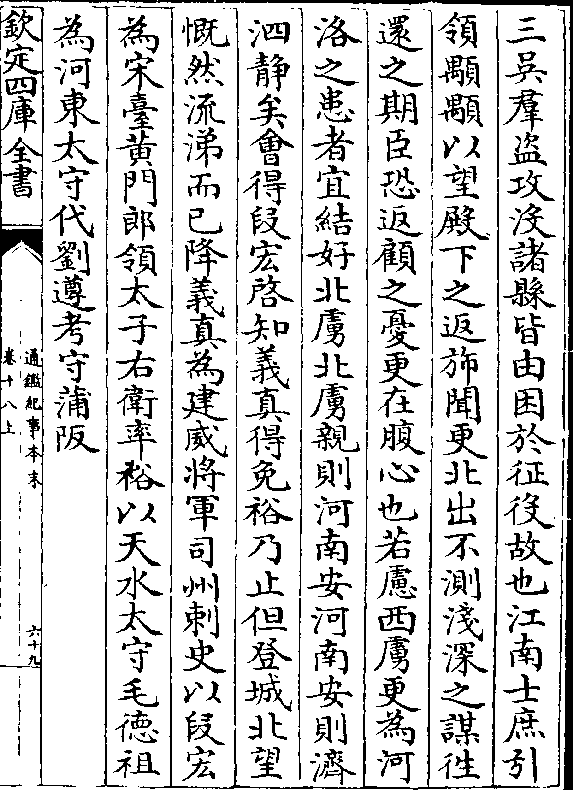 三吳羣盜攻没諸縣皆由困於征役故也江南士庶引
領顒顒以望殿下之返斾聞更北出不測淺深之謀徃
還之期臣恐返顧之憂更在腹心也若慮西虜更為河
洛之患者宜結好北虜北虜親則河南安河南安則濟
泗静矣會得段宏啓知義真得免裕乃止但登城北望
慨然流涕而已降義真為建威將軍司州刺史以段宏
為宋臺黄門郎領太子右衛率裕以天水太守毛德祖
為河東太守代劉遵考守蒲阪
欽定四庫全書
通鑑紀事本末
卷十八上
六十九